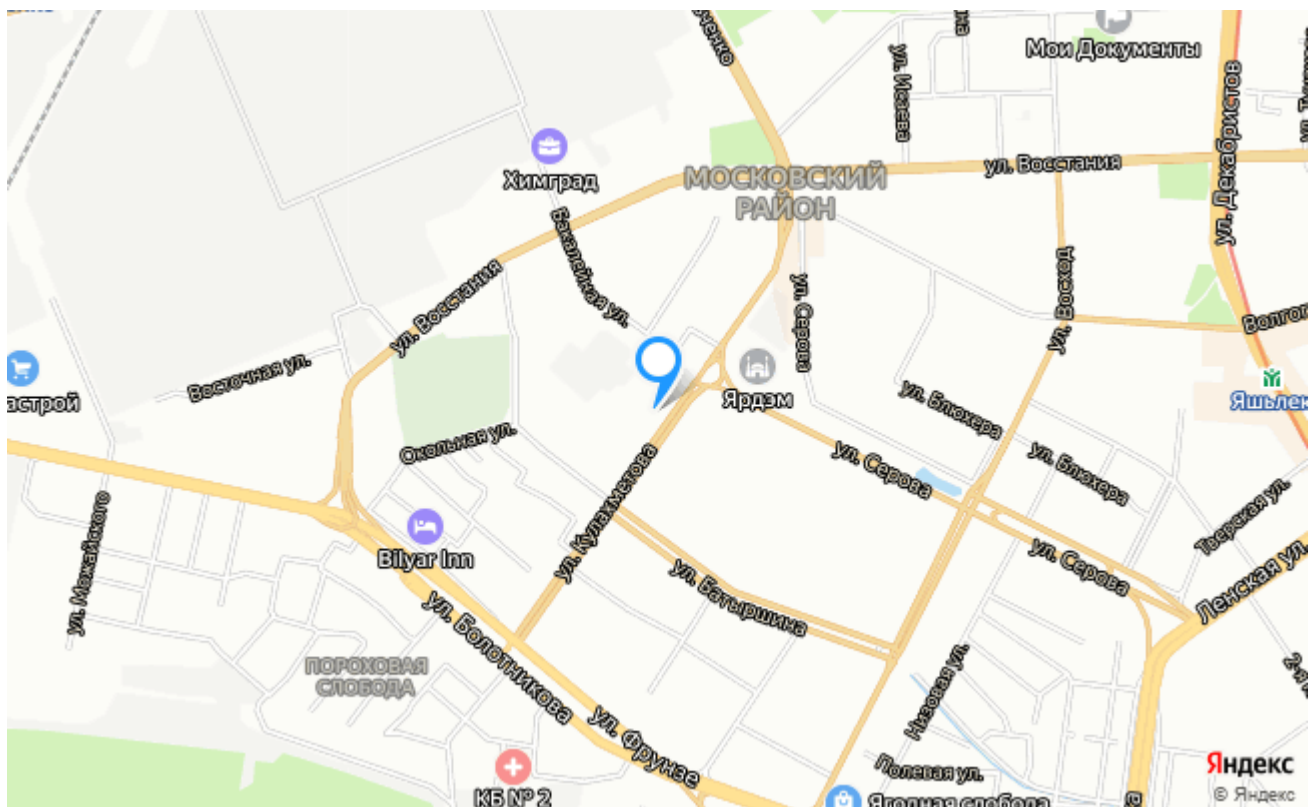 Мои Документы
ул. Исаева
ул. Декабристов
Химград
ул. Восстания
МОСКОВСКИЙ
РАЙОН
Бакалейная ул.
ул. Восстания
ул. Серова
ул. Восход
Восточная ул.
Ярдэм
ул. Блюхера
Яшьлек
Окольная ул.
ул. Серова
ул. Блюхера
ул. Кулахметова
Тверская ул.
ул. Можайского
Bilyar Inn
ул. Батыршина
ул. Серова
Ленская ул.
ул. Болотникова
ПОРОХОВАЯ
СЛОБОДА
Низовая ул.
ул. Фрунзе
Полевая ул.
КБ № 2
Ягодная слобода
Яндекс
© Яндекс